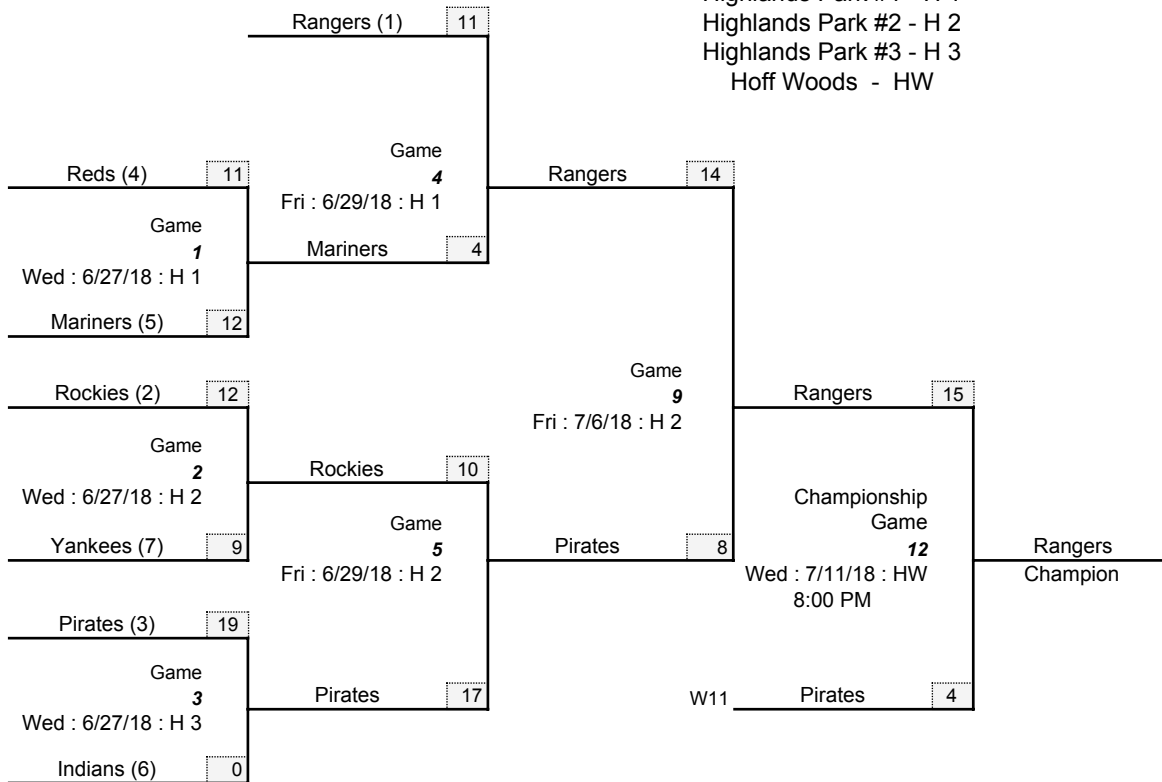 Highlands Park #2 - H 2
Highlands Park #3 - H 3
Hoff Woods - HW
Rangers (1) 11
Game
4
Fri : 6/29/18 : H 1
Reds (4) 11
Rangers 14
Game
1
Wed : 6/27/18 : H 1
Mariners 4
Mariners (5) 12
Game
9
Fri : 7/6/18 : H 2
Rockies (2) 12
Rangers 15
Game
2
Wed : 6/27/18 : H 2
Rockies 10
Yankees (7) 9
Game
5
Fri : 6/29/18 : H 2
Pirates 8
Championship
Game
12
Wed : 7/11/18 : HW
8:00 PM
Rangers
Champion
Pirates (3) 19
Game
3
Wed : 6/27/18 : H 3
Pirates 17
W11 Pirates 4
Indians (6) 0